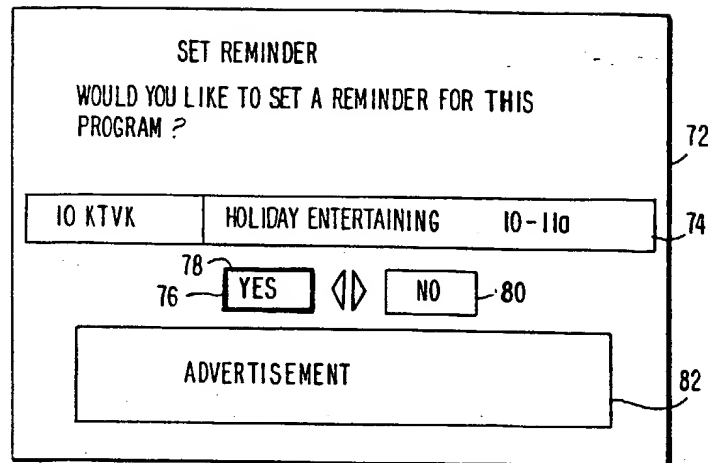 SET REMINDER
WOULD YOU LIKE TO SET A REMINDER FOR THIS
PROGRAM ?
72
10 KTVK HOLIDAY ENTERTAINING 10-11a
74
78
76 YES NO 80
ADVERTISEMENT
82